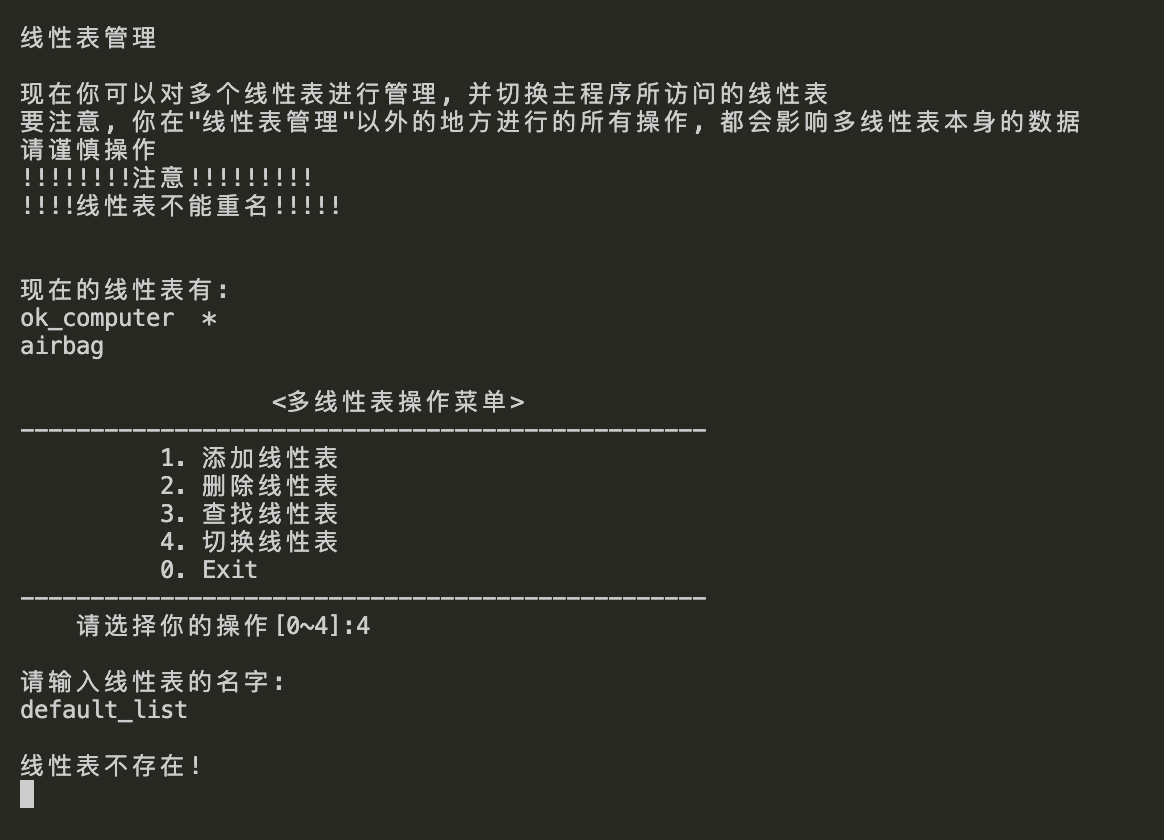 线性表管理
现在你可以对多个线性表进行管理，并切换主程序所访问的线性表
要注意，你在"线性表管理"以外的地方进行的所有操作，都会影响多线性表本身的数据
请谨慎操作
!!!!!!!!注意!!!!!!!!!
!!!!线性表不能重名!!!!!
现在的线性表有:
ok_computer  *
airbag
<多线性表操作菜单>
-------------------------------------------------
1. 添加线性表
2. 删除线性表
3. 查找线性表
4. 切换线性表
0. Exit
-------------------------------------------------
请选择你的操作[0~4]:4
请输入线性表的名字:
default_list
线性表不存在!